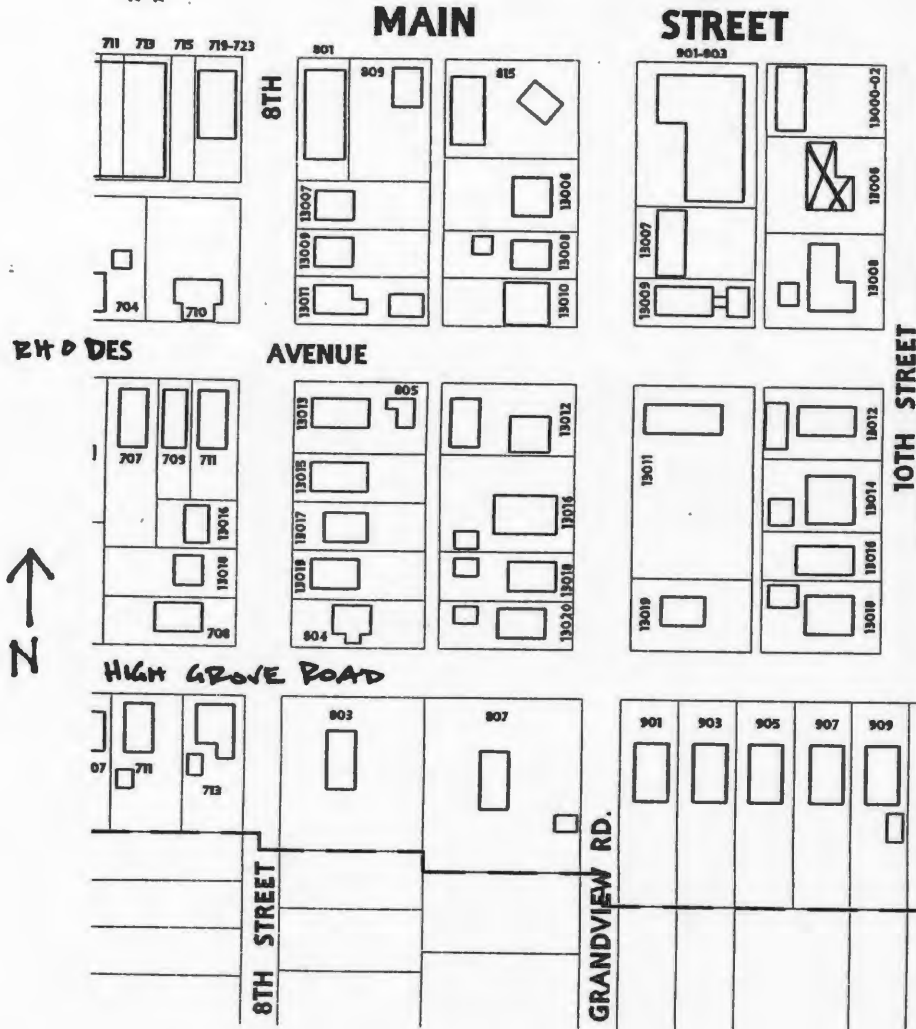 MAIN STREET
711 713 715 719-723 801 901-903
8TH 809 815 13000-02
13007 13006 13006
13009 13008 13007
13011 13010 13009 13008
704 710
RHODES AVENUE
10TH STREET
805
13013 13012 13012
707 709 711
13015 13011
13016 13017 13016 13014
13018 13019 13018 13016
708 804 13020 13019 13018
N
HIGH GROVE ROAD
803 807 901 903 905 907 909
07 711 713
8TH STREET
GRANDVIEW RD.